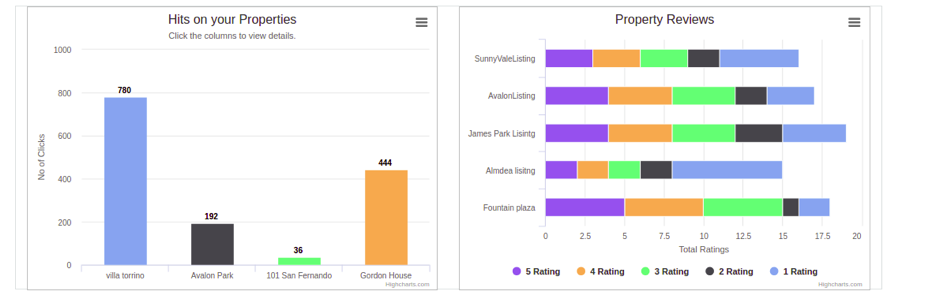 Hits on your Properties
Click the columns to view details.
No of Clicks
1000
800
600
400
200
0
780
192
36
444
villa torrino
Avalon Park
101 San Fernando
Gordon House
Highcharts.com
Property Reviews
SunnyValeListing
AvalonListing
James Park Lisintg
Almdea lisitng
Fountain plaza
0 2.5 5 7.5 10 12.5 15 17.5 20
Total Ratings
5 Rating 4 Rating 3 Rating 2 Rating 1 Rating
Highcharts.com